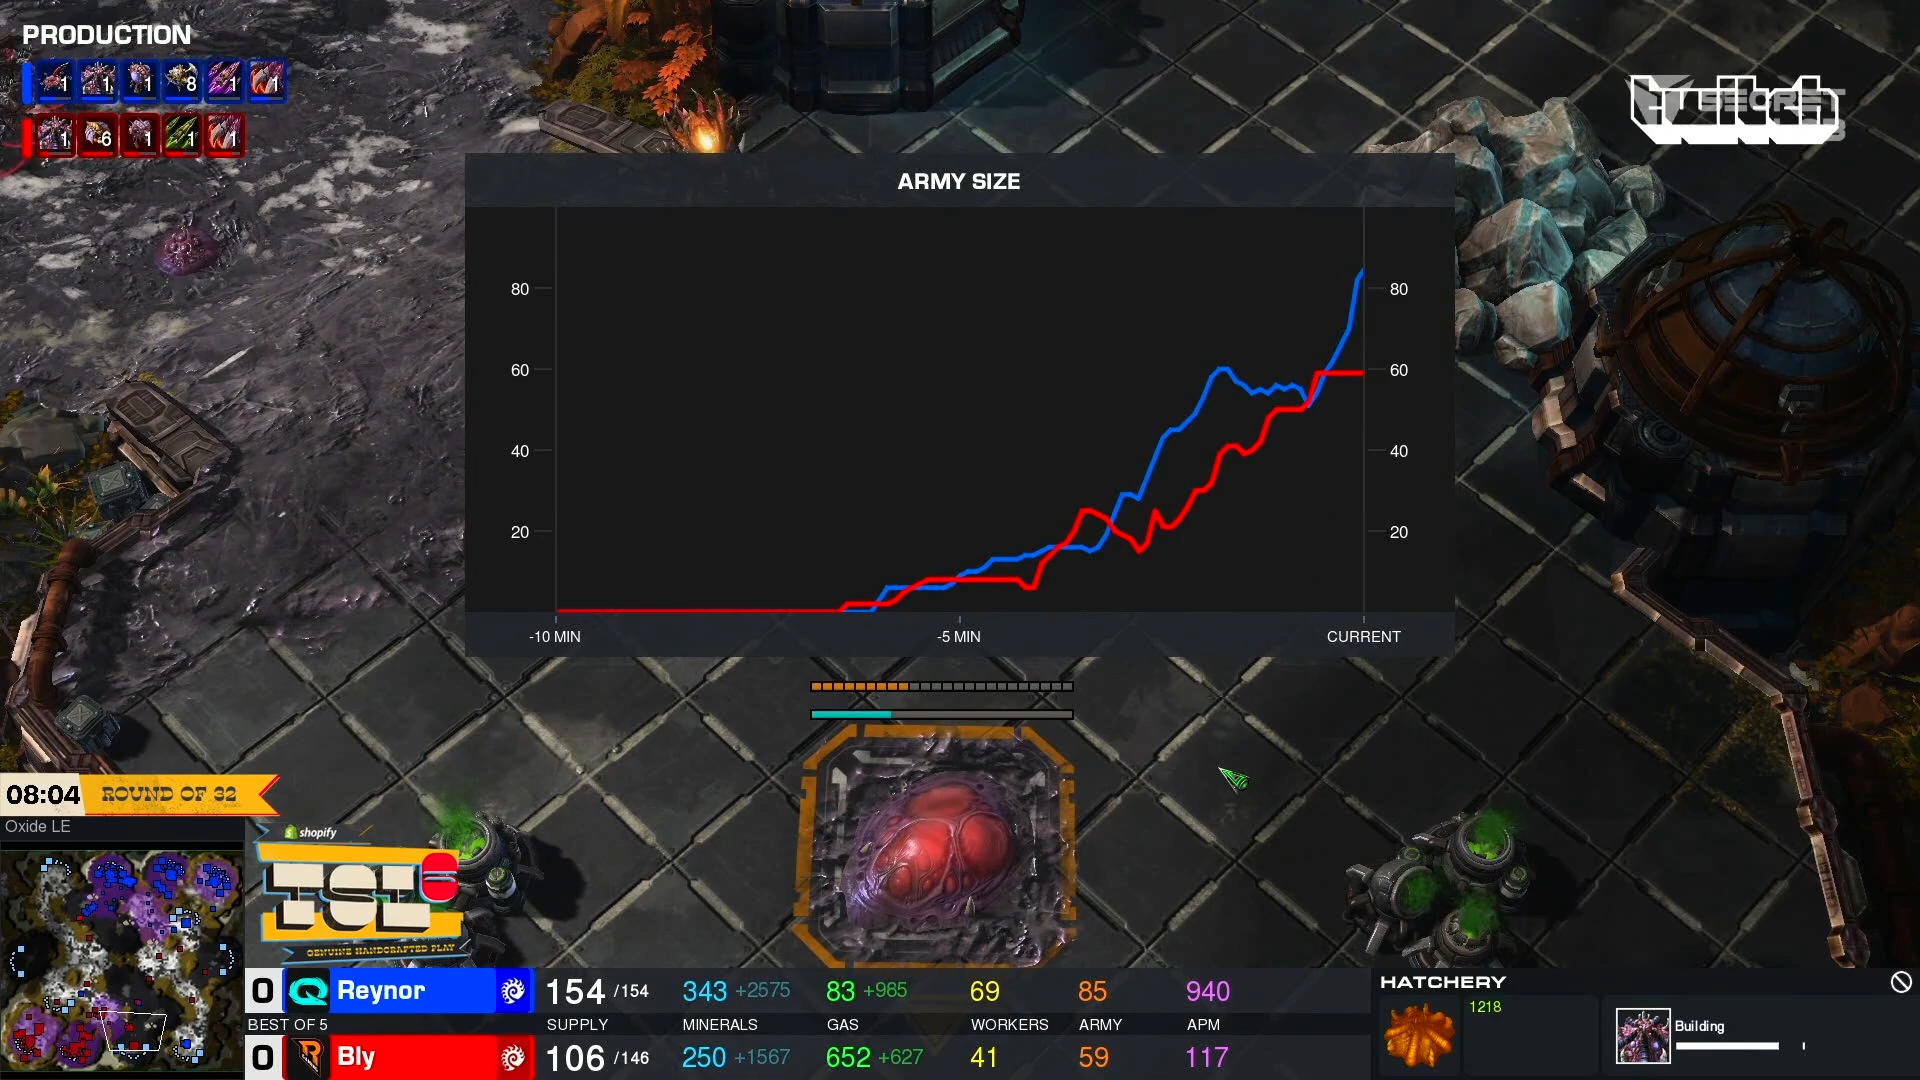 PRODUCTION
1 1 1 8 1 1
1 6 1 1 1
twitch
SECRET
ARMY SIZE
80 80
60 60
40 40
20 20
-10 MIN -5 MIN CURRENT
08:04 ROUND OF 32
Oxide LE
shopify
TSL
GENUINE HANDCRAFTED PLAY
0 Reynor 154 /154 343 +2575 83 +985 69 85 940
BEST OF 5 SUPPLY MINERALS GAS WORKERS ARMY APM
0 Bly 106 /146 250 +1567 652 +627 41 59 117
HATCHERY
1218
Building